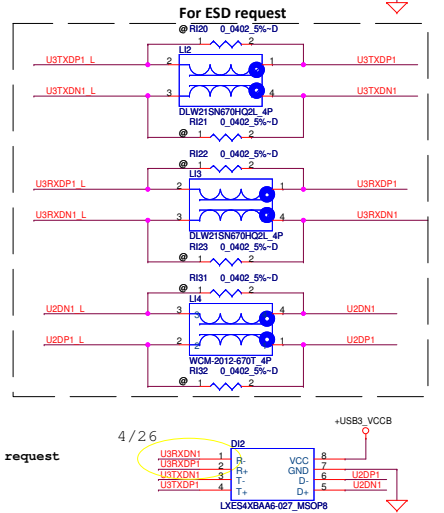 For ESD request
@ RI20 0_0402_5%~D
1 2
LI2
U3TXDP1_L 2 1 U3TXDP1
U3TXDN1_L 3 4 U3TXDN1
DLW21SN670HQ2L_4P
RI21 0_0402_5%~D
@ 1 2
RI22 0_0402_5%~D
@ 1 2
LI3
U3RXDP1_L 2 1 U3RXDP1
U3RXDN1_L 3 4 U3RXDN1
DLW21SN670HQ2L_4P
RI23 0_0402_5%~D
@ 1 2
RI31 0_0402_5%~D
@ 1 2
LI4
U2DN1_L 3 3 4 U2DN1
U2DP1_L 2 2 1 U2DP1
WCM-2012-670T_4P
RI32 0_0402_5%~D
@ 1 2
+USB3_VCCB
4/26 DI2
request
U3RXDN1 1 R- VCC 8
U3RXDP1 2 R+ GND 7
U3TXDN1 3 T- D- 6 U2DP1
U3TXDP1 4 T+ D+ 5 U2DN1
LXES4XBAA6-027_MSOP8